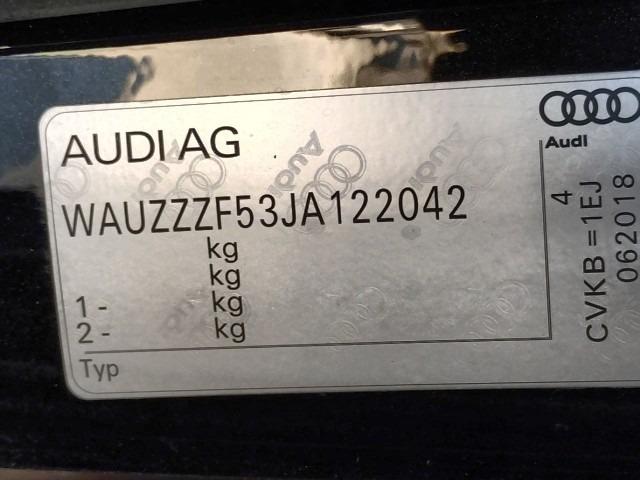 AUDI AG
WAUZZZF53JA122042
kg
kg
1 - kg
2 - kg
Typ
Audi
4
CVKB = 1EJ
062018